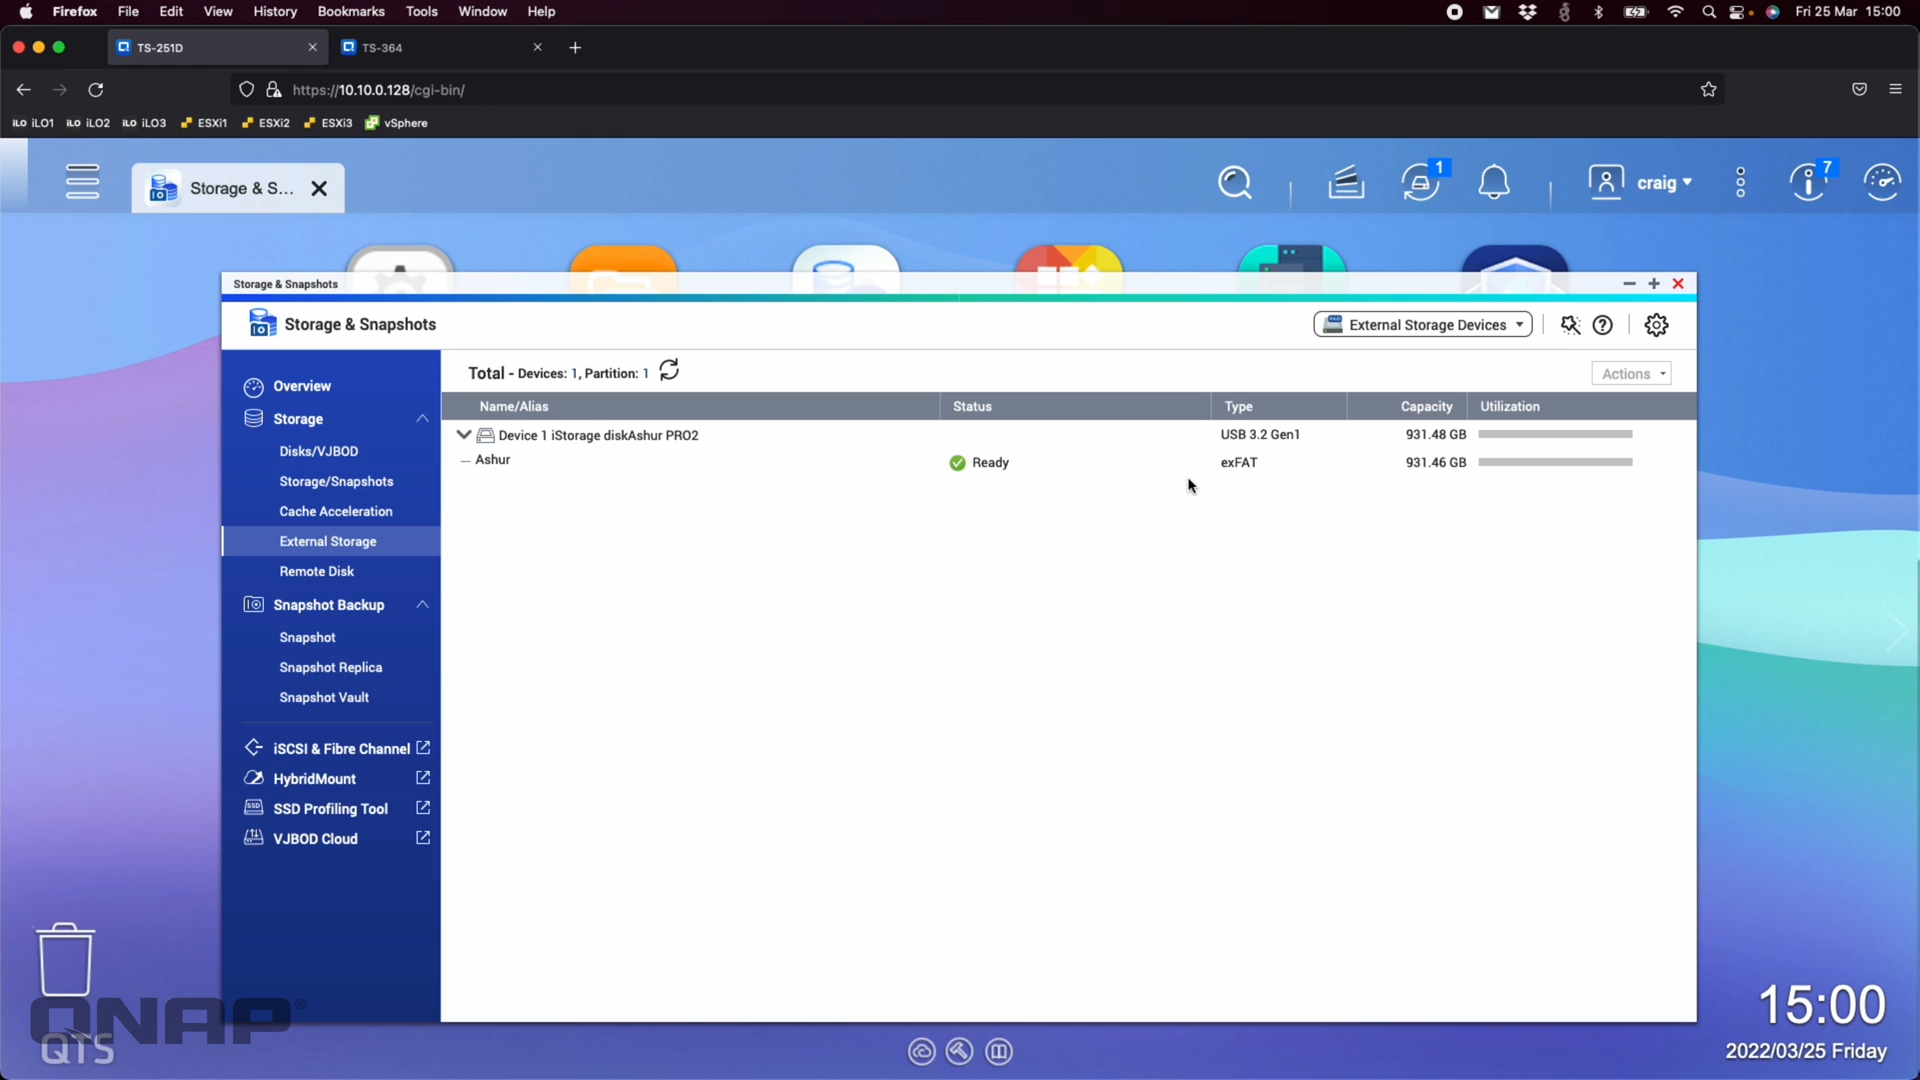 Firefox File Edit View History Bookmarks Tools Window Help Fri 25 Mar 15:00
TS-251D TS-364
https://10.10.0.128/cgi-bin/
iLO iLO1 iLO iLO2 iLO iLO3 ESXi1 ESXi2 ESXi3 vSphere
Storage & S... 1 craig 7
Storage & Snapshots
Storage & Snapshots External Storage Devices
Overview
Storage
Disks/VJBOD
Storage/Snapshots
Cache Acceleration
External Storage
Remote Disk
Snapshot Backup
Snapshot
Snapshot Replica
Snapshot Vault
iSCSI & Fibre Channel
HybridMount
SSD Profiling Tool
VJBOD Cloud
Total - Devices: 1, Partition: 1 Actions
Name/Alias Status Type Capacity Utilization
Device 1 iStorage diskAshur PRO2 USB 3.2 Gen1 931.48 GB
Ashur Ready exFAT 931.46 GB
QNAP®
QTS
15:00
2022/03/25 Friday